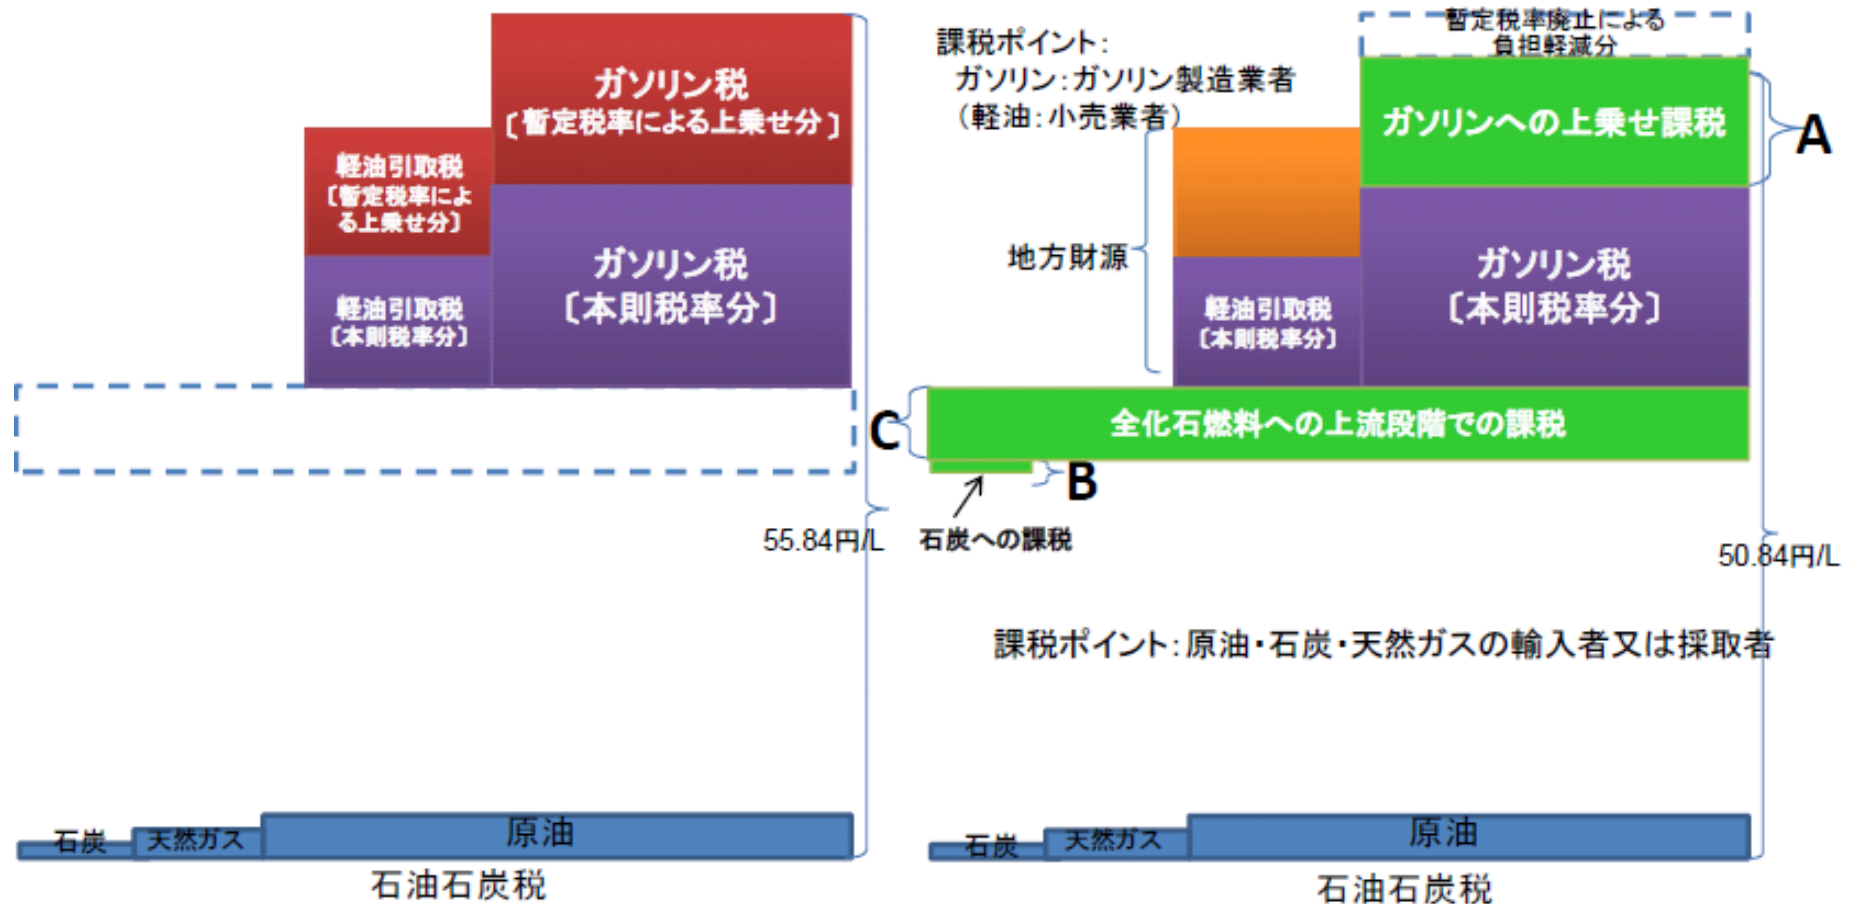 ガソリン税
〔暫定税率による上乗せ分〕
軽油引取税
〔暫定税率によ
る上乗せ分〕
ガソリン税
〔本則税率分〕
軽油引取税
〔本則税率分〕
55.84円/L
石炭
天然ガス
原油
石油石炭税
課税ポイント：
ガソリン：ガソリン製造業者
（軽油：小売業者）
暫定税率廃止による
負担軽減分
ガソリンへの上乗せ課税
A
地方財源
ガソリン税
〔本則税率分〕
軽油引取税
〔本則税率分〕
C
全化石燃料への上流段階での課税
B
石炭への課税
50.84円/L
課税ポイント：原油・石炭・天然ガスの輸入者又は採取者
石炭
天然ガス
原油
石油石炭税